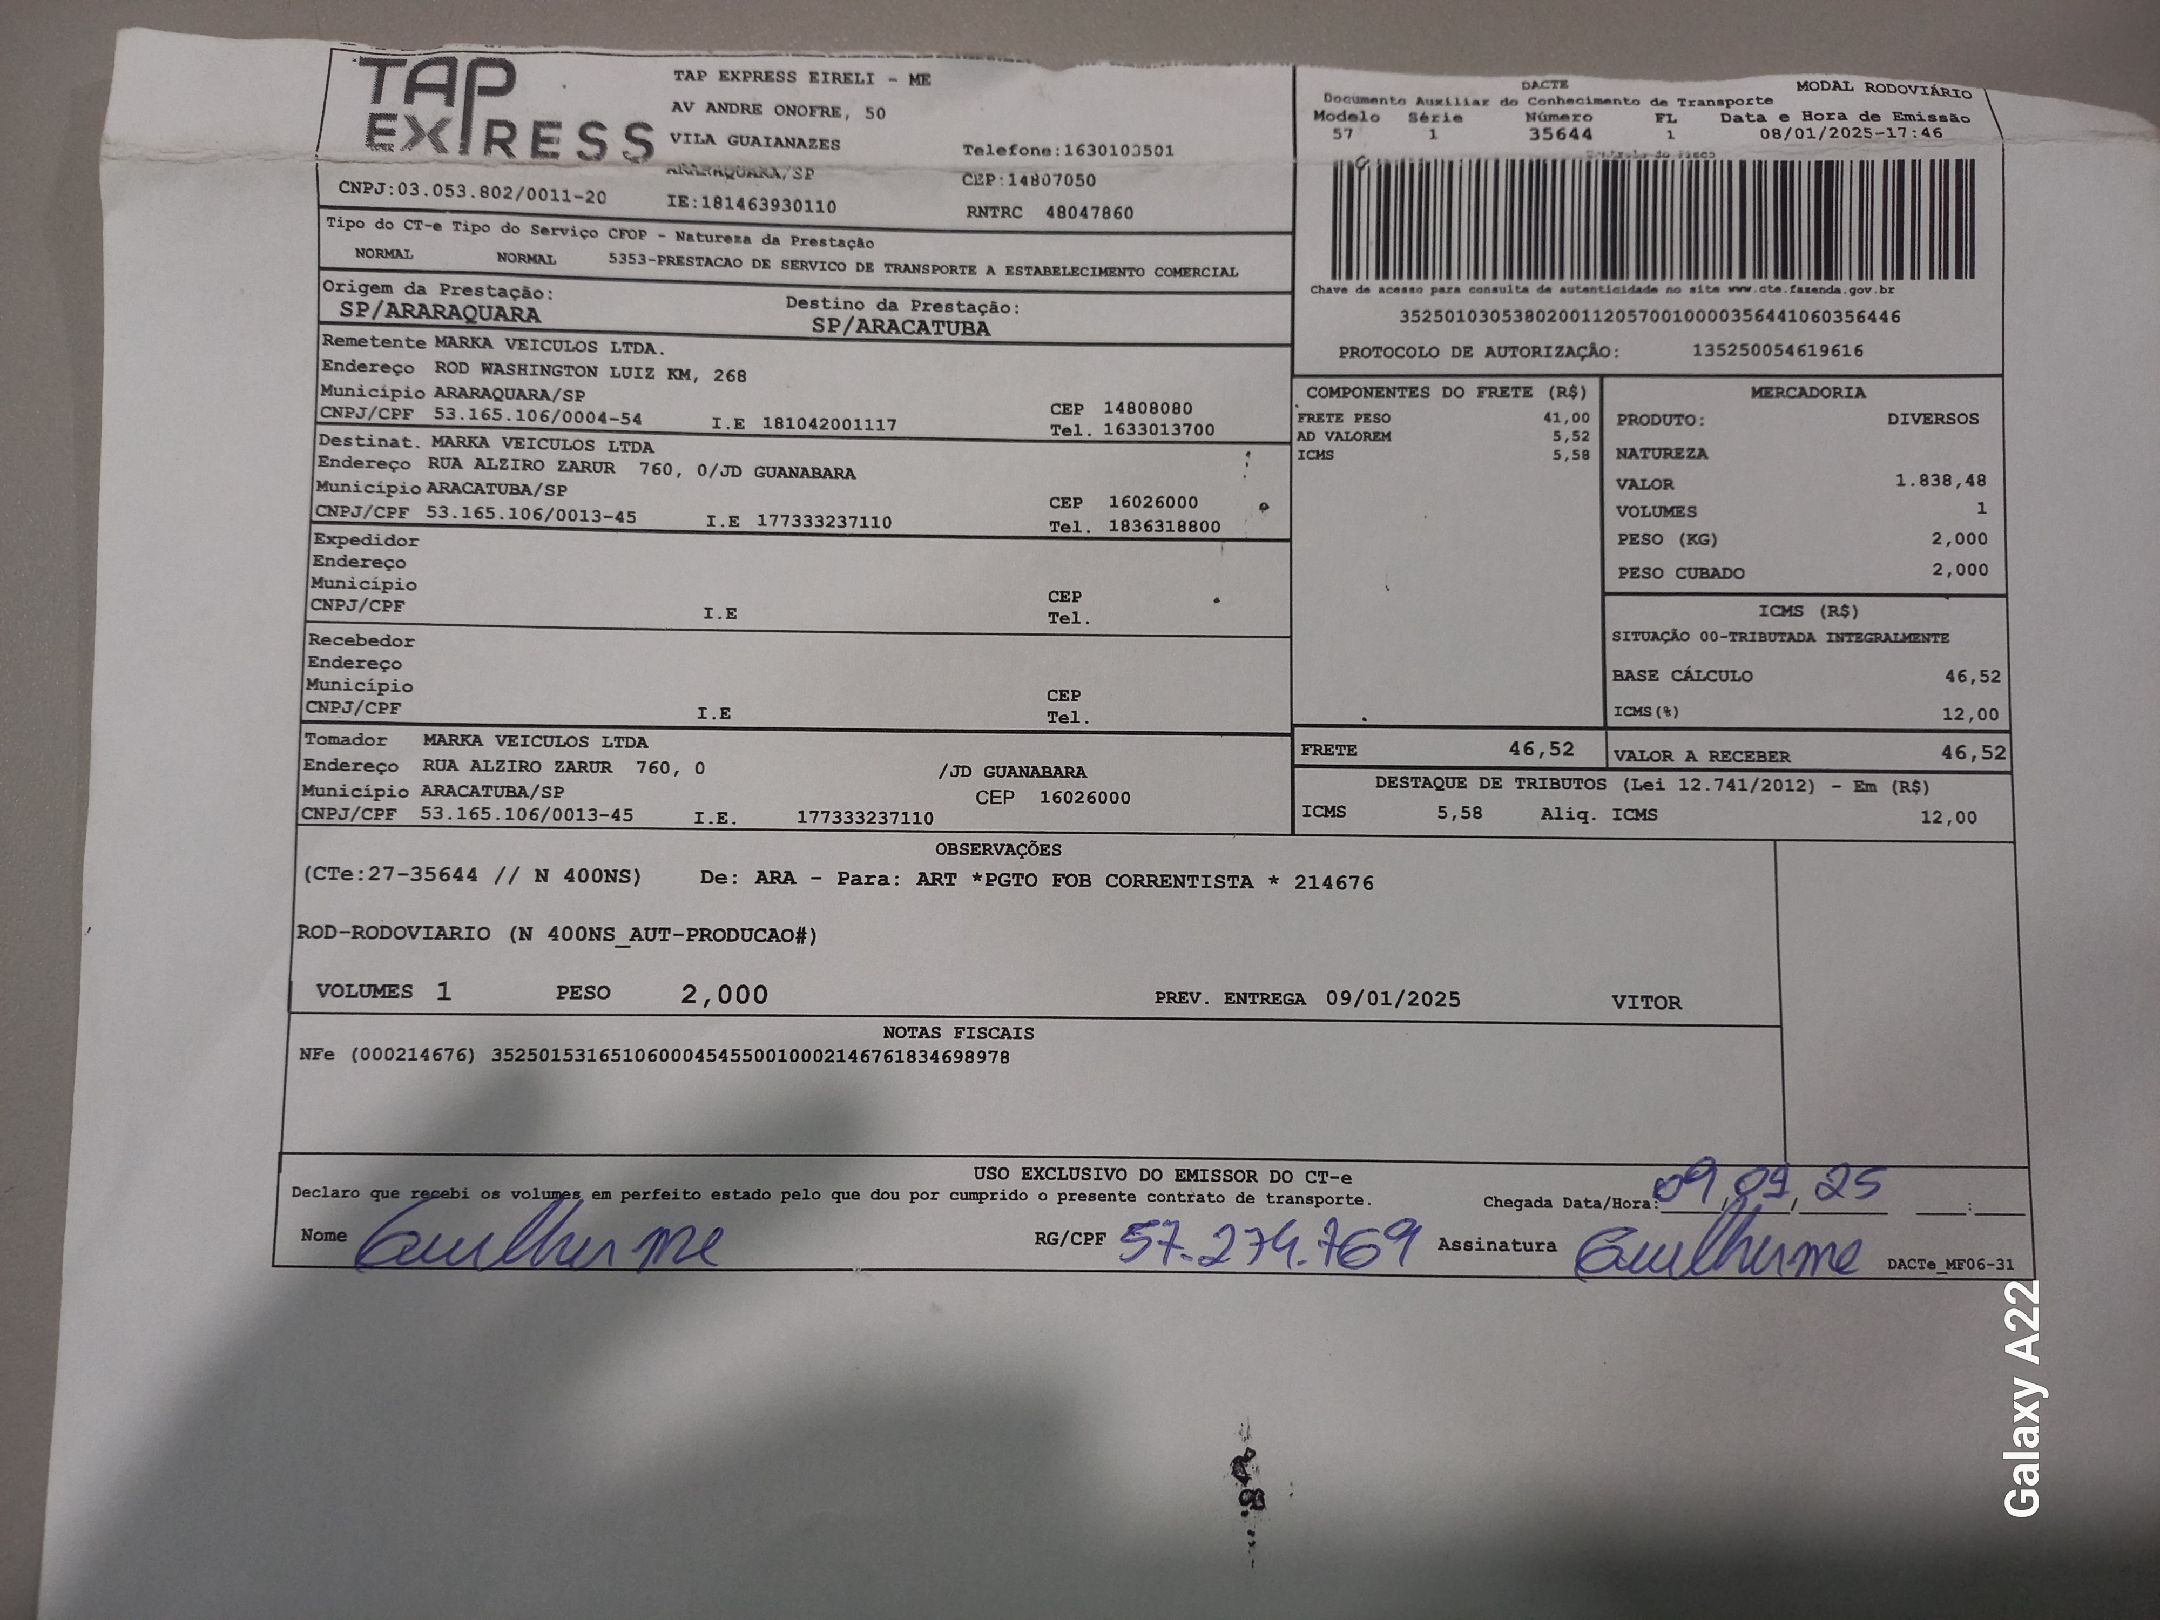 TAP EXPRESS
TAP EXPRESS EIRELI - ME
AV ANDRE ONOFRE, 50
VILA GUAIANAZES
Telefone:1630103501
ARARAQUARA/SP
CEP:14807050
CNPJ:03.053.802/0011-20
IE:181463930110
RNTRC 48047860
DACTE
MODAL RODOVIÁRIO
Documento Auxiliar do Conhecimento de Transporte
Modelo Série Número FL Data e Hora de Emissão
57 1 35644 1 08/01/2025-17:46
Controle do Fisco
Chave de acesso para consulta de autenticidade no site www.cte.fazenda.gov.br
35250103053802001120570010000356441060356446
PROTOCOLO DE AUTORIZAÇÃO: 135250054619616
Tipo do CT-e Tipo do Serviço CFOP - Natureza da Prestação
NORMAL NORMAL 5353-PRESTACAO DE SERVICO DE TRANSPORTE A ESTABELECIMENTO COMERCIAL
Origem da Prestação: Destino da Prestação:
SP/ARARAQUARA SP/ARACATUBA
Remetente MARKA VEICULOS LTDA.
Endereço ROD WASHINGTON LUIZ KM, 268
Município ARARAQUARA/SP CEP 14808080
CNPJ/CPF 53.165.106/0004-54 I.E 181042001117 Tel. 1633013700
Destinat. MARKA VEICULOS LTDA
Endereço RUA ALZIRO ZARUR 760, 0/JD GUANABARA
Município ARACATUBA/SP CEP 16026000
CNPJ/CPF 53.165.106/0013-45 I.E 177333237110 Tel. 1836318800
Expedidor
Endereço
Município CEP
CNPJ/CPF I.E Tel.
Recebedor
Endereço
Município CEP
CNPJ/CPF I.E Tel.
Tomador MARKA VEICULOS LTDA
Endereço RUA ALZIRO ZARUR 760, 0 /JD GUANABARA
Município ARACATUBA/SP CEP 16026000
CNPJ/CPF 53.165.106/0013-45 I.E. 177333237110
COMPONENTES DO FRETE (R$)
FRETE PESO 41,00
AD VALOREM 5,52
ICMS 5,58
MERCADORIA
PRODUTO: DIVERSOS
NATUREZA
VALOR 1.838,48
VOLUMES 1
PESO (KG) 2,000
PESO CUBADO 2,000
ICMS (R$)
SITUAÇÃO 00-TRIBUTADA INTEGRALMENTE
BASE CÁLCULO 46,52
ICMS(%) 12,00
FRETE 46,52 VALOR A RECEBER 46,52
DESTAQUE DE TRIBUTOS (Lei 12.741/2012) - Em (R$)
ICMS 5,58 Aliq. ICMS 12,00
OBSERVAÇÕES
(CTe:27-35644 // N 400NS) De: ARA - Para: ART *PGTO FOB CORRENTISTA * 214676
ROD-RODOVIARIO (N 400NS_AUT-PRODUCAO#)
VOLUMES 1 PESO 2,000 PREV. ENTREGA 09/01/2025 VITOR
NOTAS FISCAIS
NFe (000214676) 35250153165106000454550010002146761834698978
USO EXCLUSIVO DO EMISSOR DO CT-e
Declaro que recebi os volumes em perfeito estado pelo que dou por cumprido o presente contrato de transporte. Chegada Data/Hora: 09/09/25 :
Nome Guilherme RG/CPF 57.274.769 Assinatura Guilherme DACTe_MF06-31
Galaxy A22